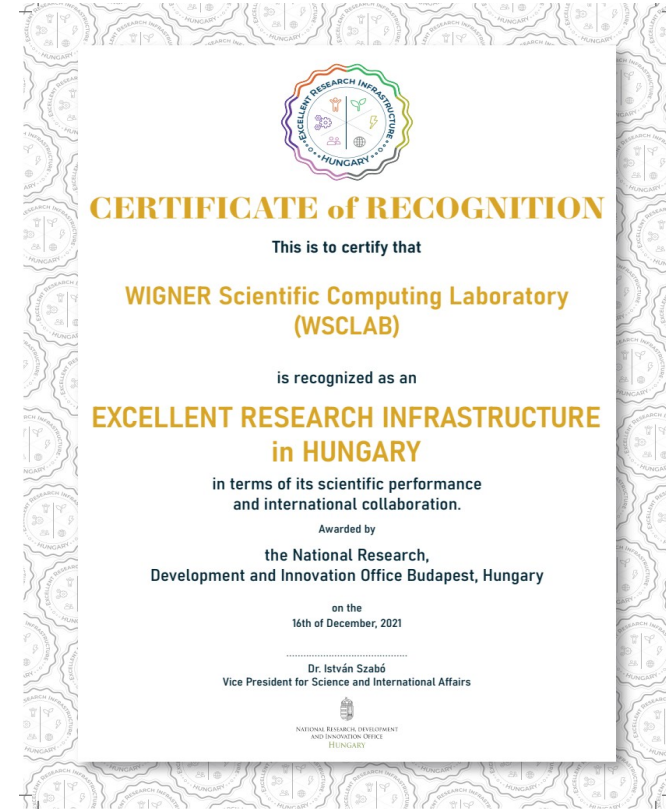 EXCELLENT RESEARCH INFRASTRUCTURE
HUNGARY
CERTIFICATE of RECOGNITION
This is to certify that
WIGNER Scientific Computing Laboratory
(WSCLAB)
is recognized as an
EXCELLENT RESEARCH INFRASTRUCTURE
in HUNGARY
in terms of its scientific performance
and international collaboration.
Awarded by
the National Research,
Development and Innovation Office Budapest, Hungary
on the
16th of December, 2021
Dr. István Szabó
Vice President for Science and International Affairs
NATIONAL RESEARCH, DEVELOPMENT
AND INNOVATION OFFICE
HUNGARY